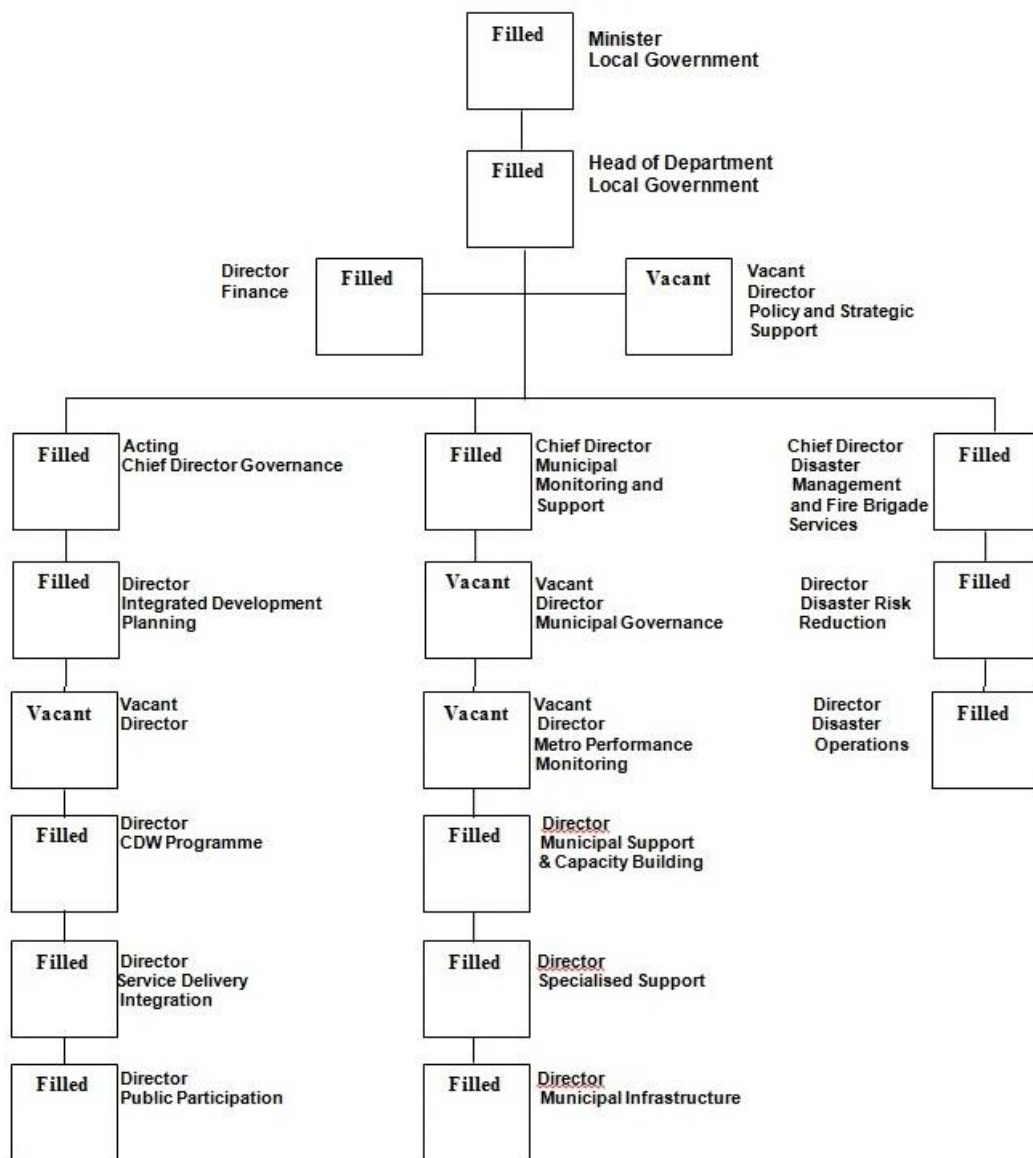 Filled
Minister
Local Government
Filled
Head of Department
Local Government
Director
Finance
Filled
Vacant
Vacant
Director
Policy and Strategic
Support
Filled
Acting
Chief Director Governance
Filled
Chief Director
Municipal
Monitoring and
Support
Chief Director
Disaster
Management
and Fire Brigade
Services
Filled
Filled
Director
Integrated Development
Planning
Vacant
Vacant
Director
Municipal Governance
Director
Disaster Risk
Reduction
Filled
Vacant
Vacant
Director
Vacant
Vacant
Director
Metro Performance
Monitoring
Director
Disaster
Operations
Filled
Filled
Director
CDW Programme
Filled
Director
Municipal Support
& Capacity Building
Filled
Director
Service Delivery
Integration
Filled
Director
Specialised Support
Filled
Director
Public Participation
Filled
Director
Municipal Infrastructure